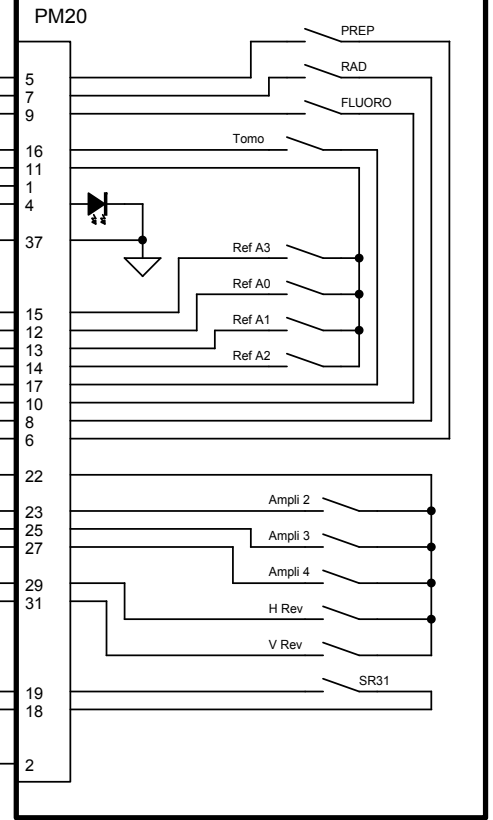 PM20
PREP
5
RAD
7
FLUORO
9
Tomo
16
11
1
4
37
Ref A3
Ref A0
15
Ref A1
12
13
Ref A2
14
17
10
8
6
22
Ampli 2
23
Ampli 3
25
27
Ampli 4
29
H Rev
31
V Rev
SR31
19
18
2